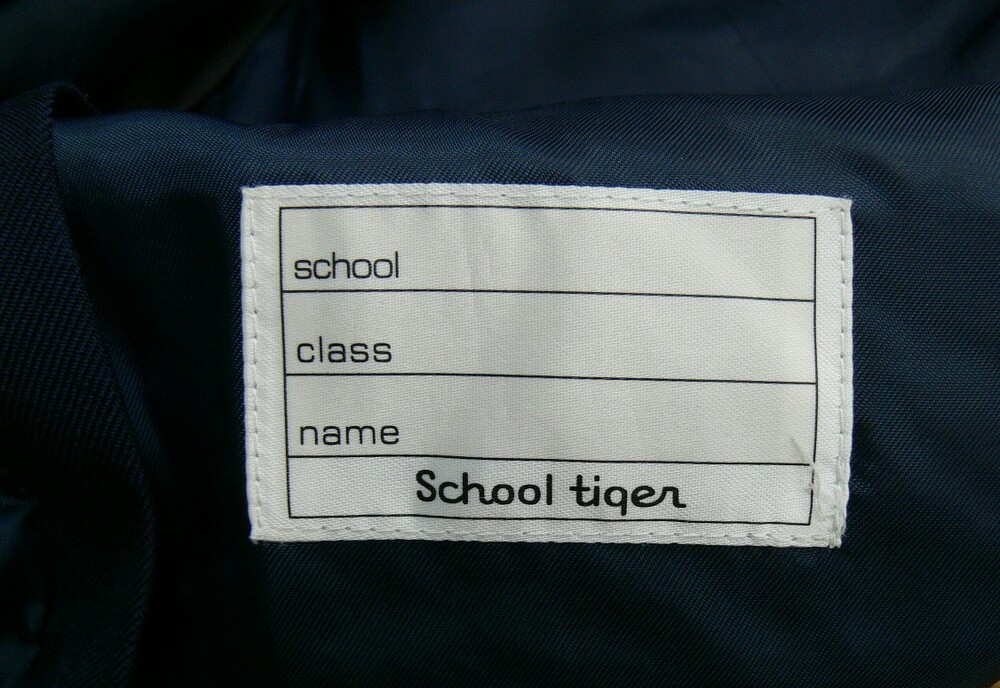 school
class
name
School tiger